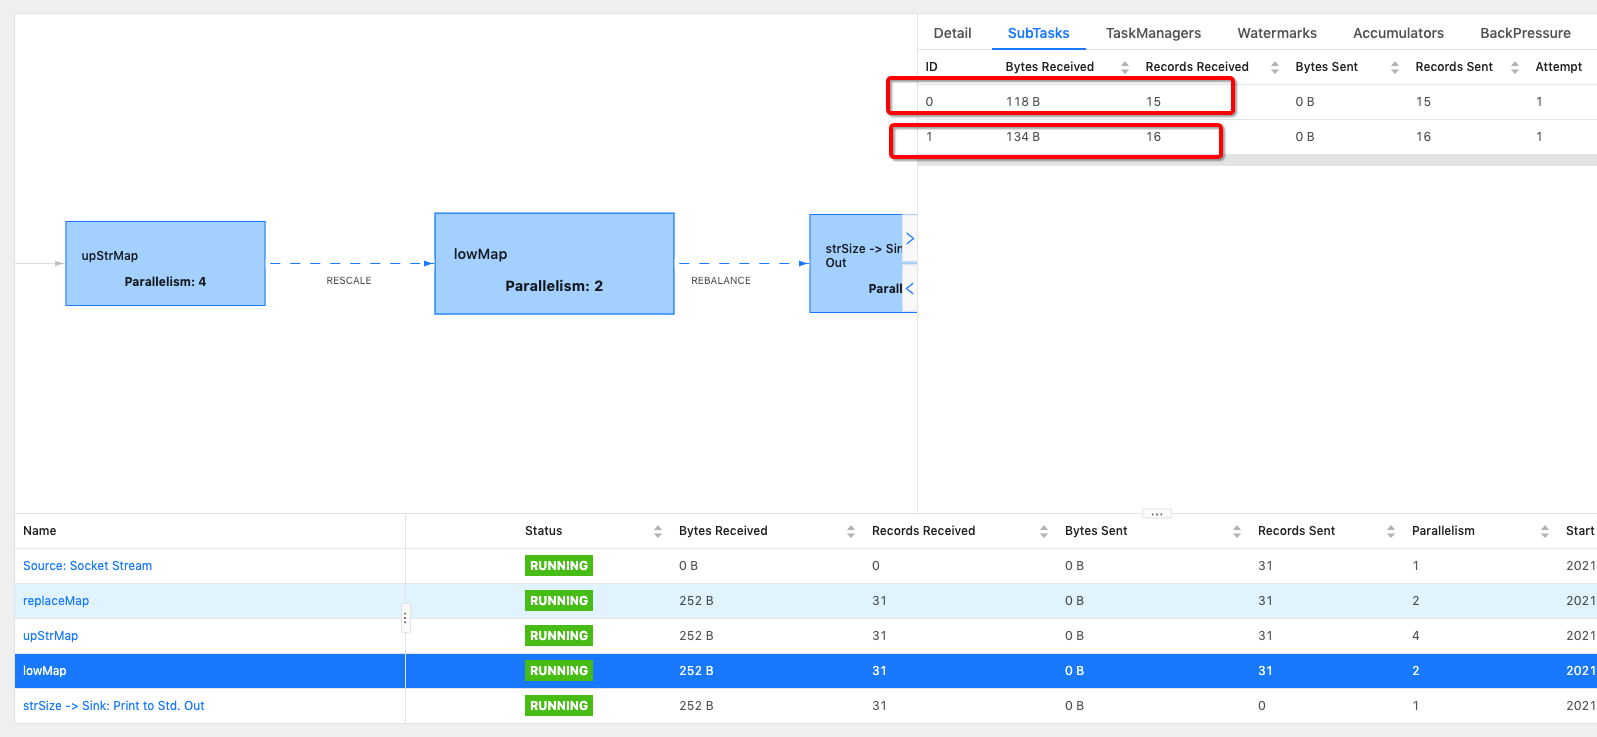 Detail SubTasks TaskManagers Watermarks Accumulators BackPressure
ID Bytes Received Records Received Bytes Sent Records Sent Attempt
0 118 B 15 0 B 15 1
1 134 B 16 0 B 16 1
upStrMap
Parallelism: 4
RESCALE
lowMap
Parallelism: 2
REBALANCE
strSize -> Sin
Out
Parall
Name Status Bytes Received Records Received Bytes Sent Records Sent Parallelism Start
Source: Socket Stream RUNNING 0 B 0 0 B 31 1 2021
replaceMap RUNNING 252 B 31 0 B 31 2 2021
upStrMap RUNNING 252 B 31 0 B 31 4 2021
lowMap RUNNING 252 B 31 0 B 31 2 2021
strSize -> Sink: Print to Std. Out RUNNING 252 B 31 0 B 0 1 2021